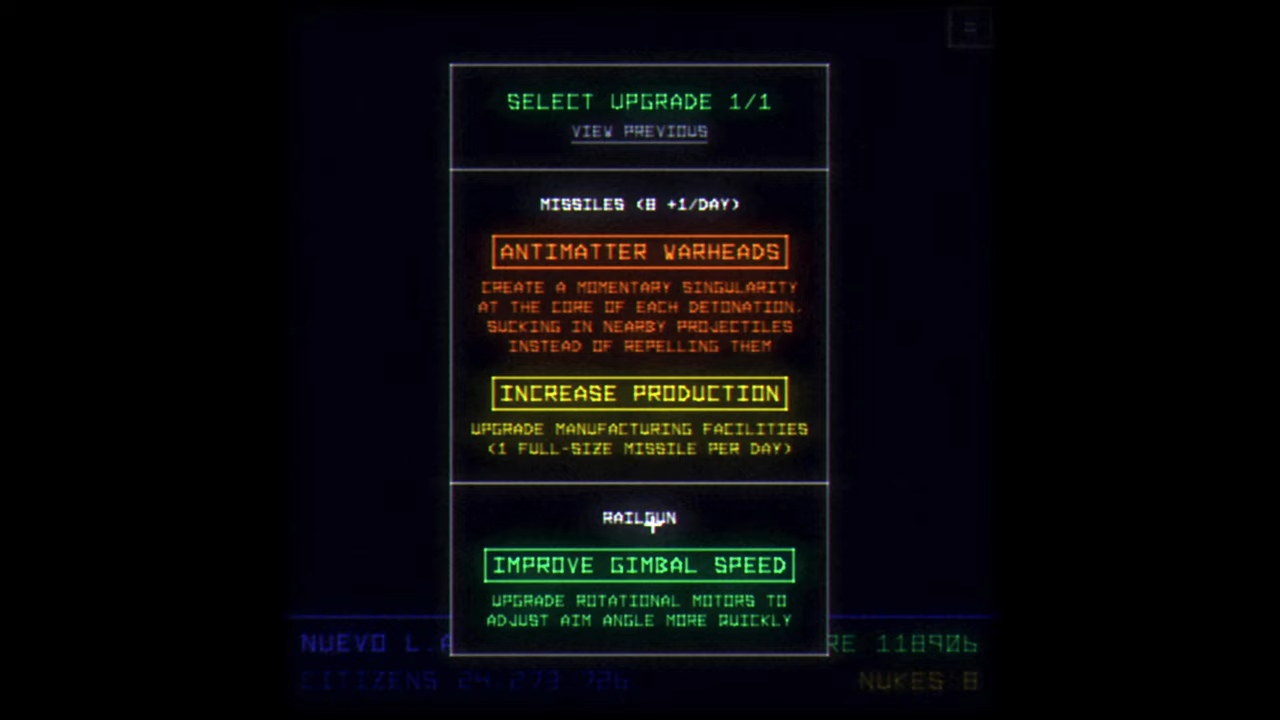 SELECT UPGRADE 1/1
VIEW PREVIOUS
MISSILES (8 +1/DAY)
ANTIMATTER WARHEADS
CREATE A MOMENTARY SINGULARITY
AT THE CORE OF EACH DETONATION,
SUCKING IN NEARBY PROJECTILES
INSTEAD OF REPELLING THEM
INCREASE PRODUCTION
UPGRADE MANUFACTURING FACILITIES
(1 FULL-SIZE MISSILE PER DAY)
RAILGUN
IMPROVE GIMBAL SPEED
UPGRADE ROTATIONAL MOTORS TO
ADJUST AIM ANGLE MORE QUICKLY
NUEVO L.A
RE 118906
CITIZENS
NUKES 8